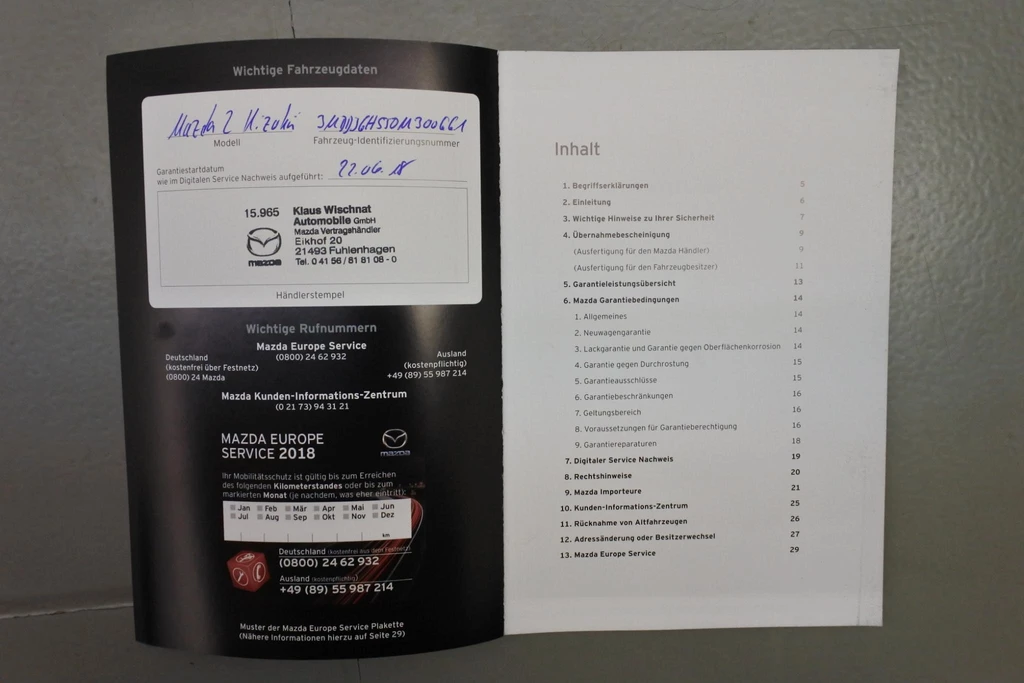 Wichtige Fahrzeugdaten
Mazda 2 Kizoku
Modell Fahrzeug-Identifizierungsnummer
Garantiestartdatum
wie im Digitalen Service Nachweis aufgeführt: 22.06.18
15.965 Klaus Wischnat
Automobile GmbH
Mazda Vertragshändler
Eikhof 20
21493 Fuhlenhagen
Tel. 0 41 56 / 81 81 08 - 0
mazda
Händlerstempel
Wichtige Rufnummern
Mazda Europe Service
(0800) 24 62 932
Deutschland
(kostenfrei über Festnetz)
(0800) 24 Mazda
Ausland
(kostenpflichtig)
+49 (89) 55 987 214
Mazda Kunden-Informations-Zentrum
(0 21 73) 94 31 21
MAZDA EUROPE
SERVICE 2018
mazda
Ihr Mobilitätsschutz ist gültig bis zum Erreichen
des folgenden Kilometerstandes oder bis zum
markierten Monat (je nachdem, was eher eintritt):
Jan Feb Mär Apr Mai Jun
Jul Aug Sep Okt Nov Dez
km
Deutschland (kostenfrei aus dem Festnetz)
(0800) 24 62 932
Ausland (kostenpflichtig)
+49 (89) 55 987 214
Muster der Mazda Europe Service Plakette
(Nähere Informationen hierzu auf Seite 29)
Inhalt
1. Begriffserklärungen 5
2. Einleitung 6
3. Wichtige Hinweise zu Ihrer Sicherheit 7
4. Übernahmebescheinigung 9
(Ausfertigung für den Mazda Händler) 9
(Ausfertigung für den Fahrzeugbesitzer) 11
5. Garantieleistungsübersicht 13
6. Mazda Garantiebedingungen 14
1. Allgemeines 14
2. Neuwagengarantie 14
3. Lackgarantie und Garantie gegen Oberflächenkorrosion 14
4. Garantie gegen Durchrostung 15
5. Garantieausschlüsse 15
6. Garantiebeschränkungen 16
7. Geltungsbereich 16
8. Voraussetzungen für Garantieberechtigung 16
9. Garantiereparaturen 18
7. Digitaler Service Nachweis 19
8. Rechtshinweise 20
9. Mazda Importeure 21
10. Kunden-Informations-Zentrum 25
11. Rücknahme von Altfahrzeugen 26
12. Adressänderung oder Besitzerwechsel 27
13. Mazda Europe Service 29